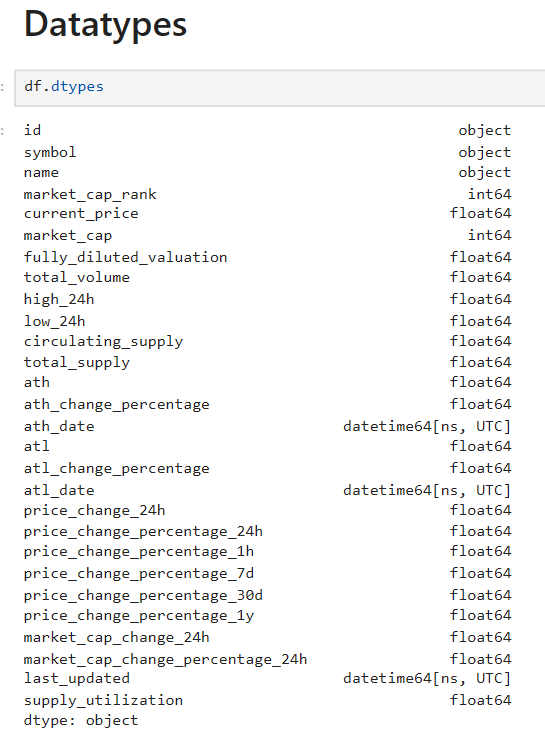 Datatypes
: df.dtypes
: id object
symbol object
name object
market_cap_rank int64
current_price float64
market_cap int64
fully_diluted_valuation float64
total_volume float64
high_24h float64
low_24h float64
circulating_supply float64
total_supply float64
ath float64
ath_change_percentage float64
ath_date datetime64[ns, UTC]
atl float64
atl_change_percentage float64
atl_date datetime64[ns, UTC]
price_change_24h float64
price_change_percentage_24h float64
price_change_percentage_1h float64
price_change_percentage_7d float64
price_change_percentage_30d float64
price_change_percentage_1y float64
market_cap_change_24h float64
market_cap_change_percentage_24h float64
last_updated datetime64[ns, UTC]
supply_utilization float64
dtype: object